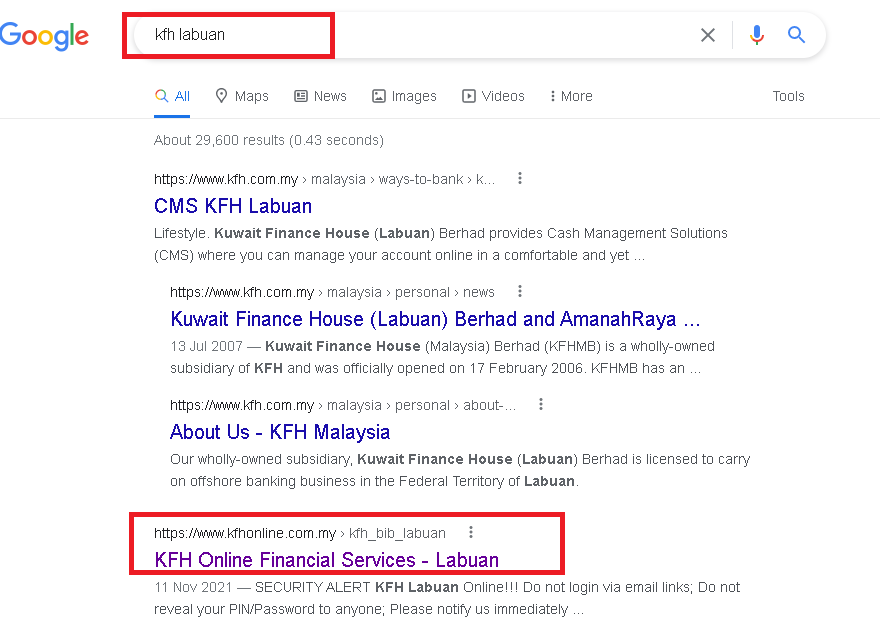 Google
kfh labuan
All Maps News Images Videos More Tools
About 29,600 results (0.43 seconds)
https://www.kfh.com.my › malaysia › ways-to-bank › k...
CMS KFH Labuan
Lifestyle. Kuwait Finance House (Labuan) Berhad provides Cash Management Solutions
(CMS) where you can manage your account online in a comfortable and yet ...
https://www.kfh.com.my › malaysia › personal › news
Kuwait Finance House (Labuan) Berhad and AmanahRaya ...
13 Jul 2007 — Kuwait Finance House (Malaysia) Berhad (KFHMB) is a wholly-owned
subsidiary of KFH and was officially opened on 17 February 2006. KFHMB has an ...
https://www.kfh.com.my › malaysia › personal › about-...
About Us - KFH Malaysia
Our wholly-owned subsidiary, Kuwait Finance House (Labuan) Berhad is licensed to carry
on offshore banking business in the Federal Territory of Labuan.
https://www.kfhonline.com.my › kfh_bib_labuan
KFH Online Financial Services - Labuan
11 Nov 2021 — SECURITY ALERT KFH Labuan Online!!! Do not login via email links; Do not
reveal your PIN/Password to anyone; Please notify us immediately ...